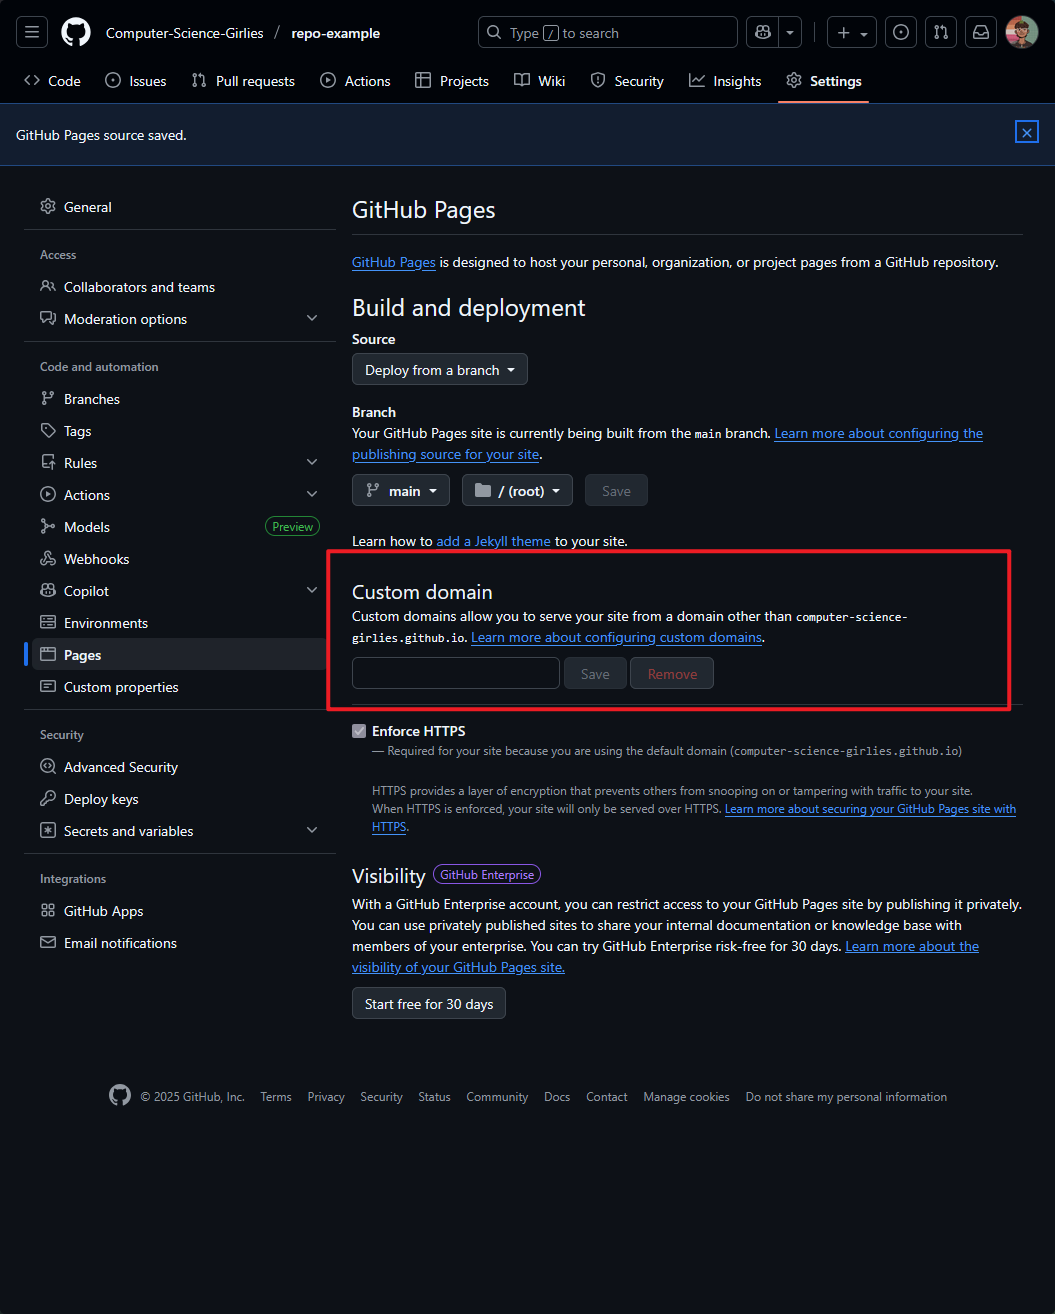 Computer-Science-Girlies / repo-example
Type / to search
Code Issues Pull requests Actions Projects Wiki Security Insights Settings
GitHub Pages source saved.
General
Access
Collaborators and teams
Moderation options
Code and automation
Branches
Tags
Rules
Actions
Models Preview
Webhooks
Copilot
Environments
Pages
Custom properties
Security
Advanced Security
Deploy keys
Secrets and variables
Integrations
GitHub Apps
Email notifications
GitHub Pages
GitHub Pages is designed to host your personal, organization, or project pages from a GitHub repository.
Build and deployment
Source
Deploy from a branch
Branch
Your GitHub Pages site is currently being built from the main branch. Learn more about configuring the
publishing source for your site.
main / (root) Save
Learn how to add a Jekyll theme to your site.
Custom domain
Custom domains allow you to serve your site from a domain other than computer-science-
girlies.github.io. Learn more about configuring custom domains.
Save Remove
Enforce HTTPS
— Required for your site because you are using the default domain (computer-science-girlies.github.io)
HTTPS provides a layer of encryption that prevents others from snooping on or tampering with traffic to your site.
When HTTPS is enforced, your site will only be served over HTTPS. Learn more about securing your GitHub Pages site with
HTTPS.
Visibility GitHub Enterprise
With a GitHub Enterprise account, you can restrict access to your GitHub Pages site by publishing it privately.
You can use privately published sites to share your internal documentation or knowledge base with
members of your enterprise. You can try GitHub Enterprise risk-free for 30 days. Learn more about the
visibility of your GitHub Pages site.
Start free for 30 days
© 2025 GitHub, Inc. Terms Privacy Security Status Community Docs Contact Manage cookies Do not share my personal information